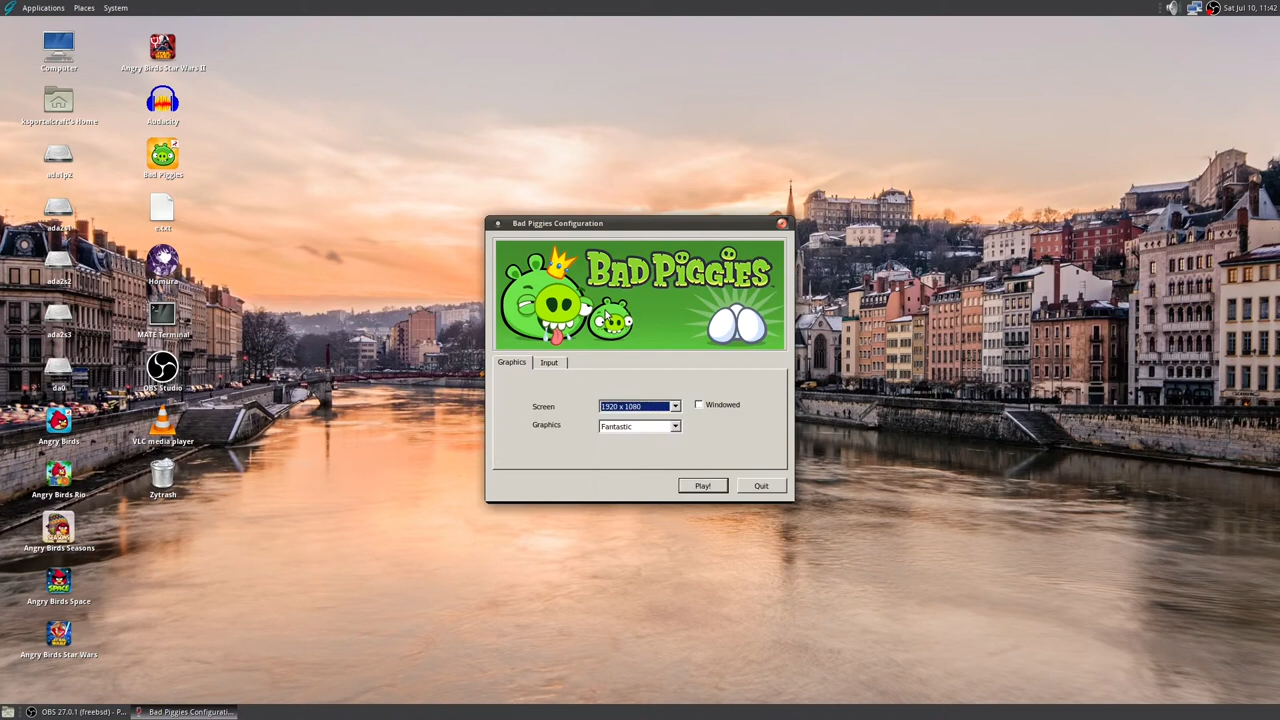 Applications Places System
Sat Jul 10, 11:42
Computer
Angry Birds Star Wars II
ksportalcraft's Home
Audacity
ada1p2
Bad Piggies
ada2s1
e.txt
ada2s2
Homura
ada2s3
MATE Terminal
da0
OBS Studio
Angry Birds
VLC media player
Angry Birds Rio
Zytrash
Angry Birds Seasons
SPACE
Angry Birds Space
Angry Birds Star Wars
Bad Piggies Configuration
BAD PIGGIES
Graphics Input
Screen 1920 x 1080 Windowed
Graphics Fantastic
Play! Quit
OBS 27.0.1 (freebsd) - P... Bad Piggies Configurati...